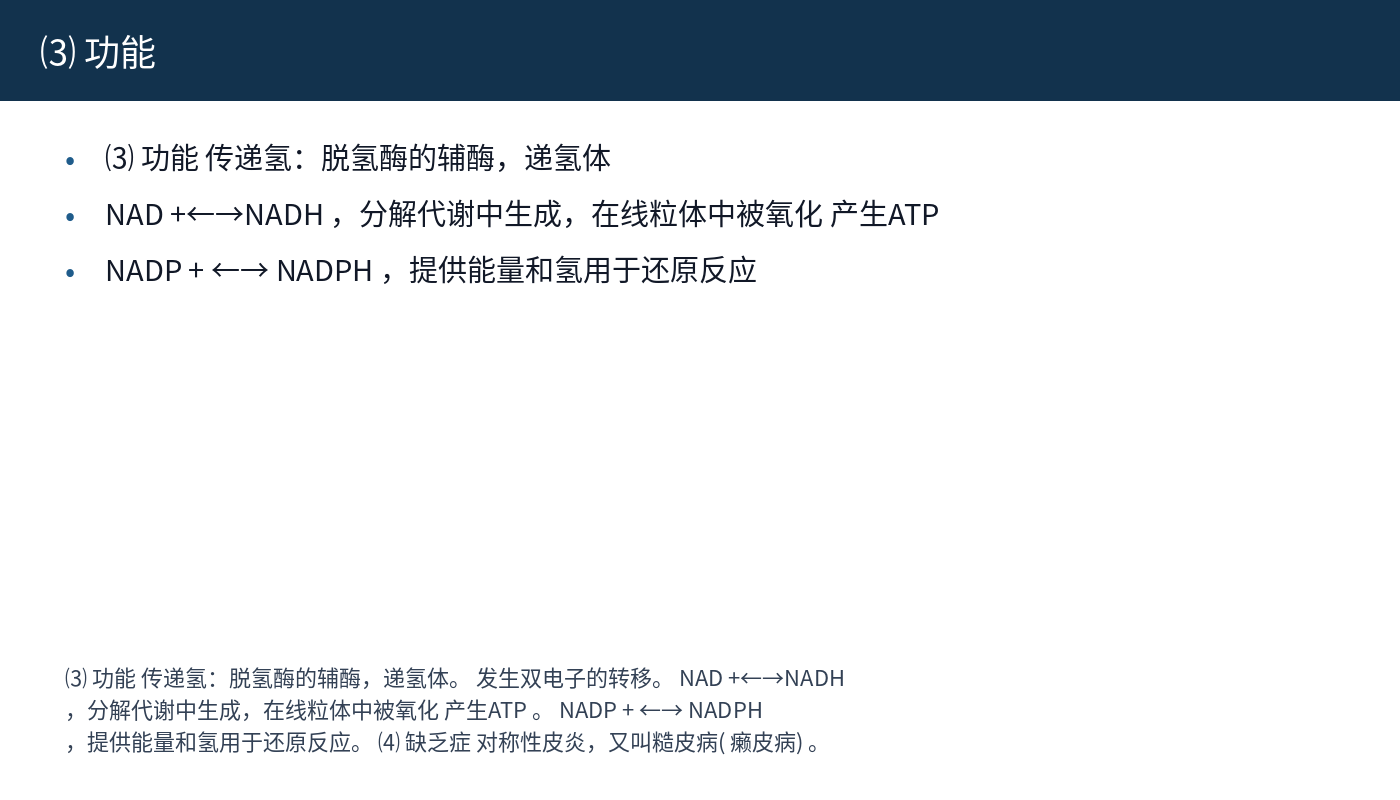 ⑶ 功能
• ⑶ 功能 传递氢：脱氢酶的辅酶，递氢体
• NAD +←→NADH ，分解代谢中生成，在线粒体中被氧化 产生ATP
• NADP + ←→ NADPH ，提供能量和氢用于还原反应
⑶ 功能 传递氢：脱氢酶的辅酶，递氢体。 发生双电子的转移。 NAD +←→NADH
，分解代谢中生成，在线粒体中被氧化 产生ATP 。 NADP + ←→ NADPH
，提供能量和氢用于还原反应。 ⑷ 缺乏症 对称性皮炎，又叫糙皮病( 癞皮病) 。